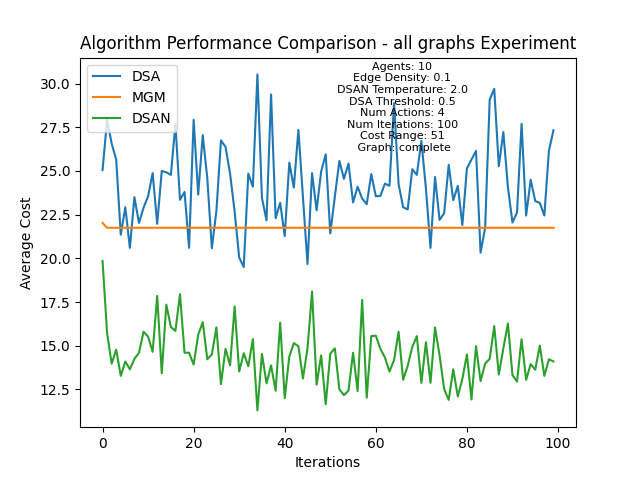 Algorithm Performance Comparison - all graphs Experiment
DSA
MGM
DSAN
Agents: 10
Edge Density: 0.1
DSAN Temperature: 2.0
DSA Threshold: 0.5
Num Actions: 4
Num Iterations: 100
Cost Range: 51
Graph: complete
Average Cost
30.0
27.5
25.0
22.5
20.0
17.5
15.0
12.5
0 20 40 60 80 100
Iterations